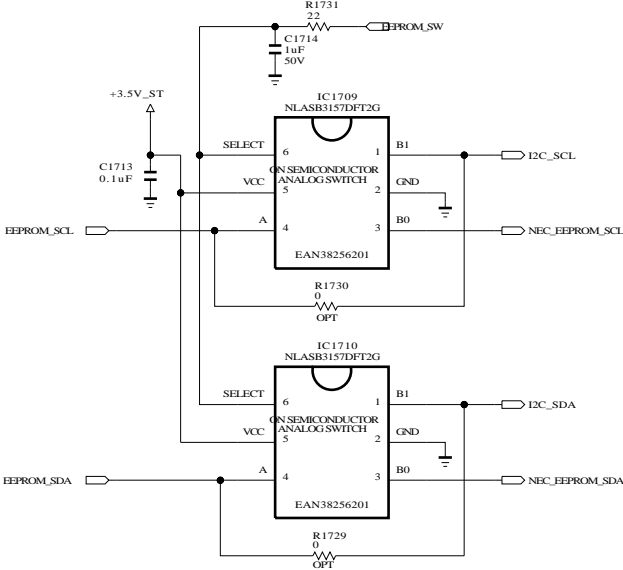 R1731
22
EEPROM_SW
C1714
1uF
50V
+3.5V_ST
IC1709
NLASB3157DFT2G
C1713
0.1uF
SELECT
6
1
B1
I2C_SCL
ON SEMICONDUCTOR
ANALOG SWITCH
VCC
5
2
GND
EEPROM_SCL
A
4
3
B0
NEC_EEPROM_SCL
EAN38256201
R1730
0
OPT
IC1710
NLASB3157DFT2G
SELECT
6
1
B1
I2C_SDA
ON SEMICONDUCTOR
ANALOG SWITCH
VCC
5
2
GND
EEPROM_SDA
A
4
3
B0
NEC_EEPROM_SDA
EAN38256201
R1729
0
OPT